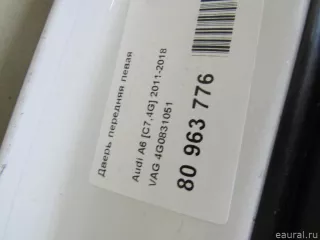 Дверь передняя левая
Audi A6 [C7,4G] 2011-2018
VAG 4G0831051
80 963 776
eaural.ru/